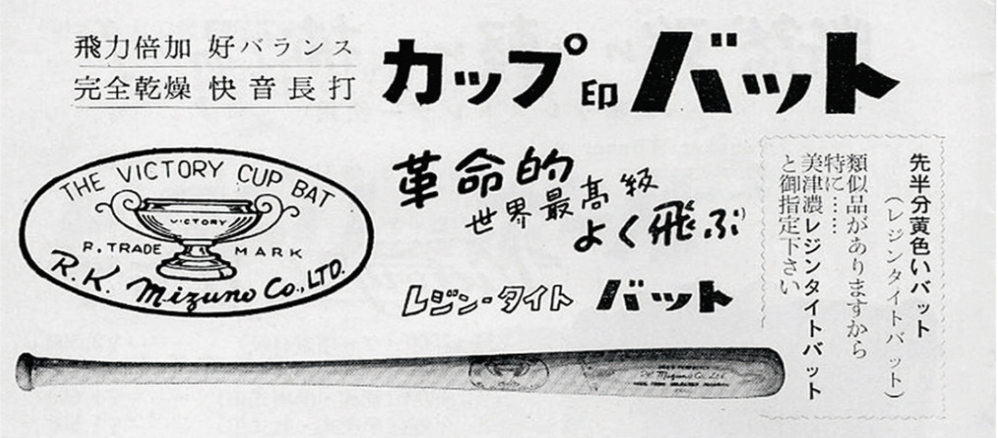 飛力倍加 好バランス
完全乾燥 快音長打
カップ印バット
THE VICTORY CUP BAT
VICTORY
R. TRADE MARK
R.K. Mizuno Co., LTD.
革命的
世界最高級
よく飛ぶ
レジン・タイト バット
先半分黄色いバット
(レジンタイトバット)
類似品がありますから
特に……
美津濃レジンタイトバット
と御指定下さい